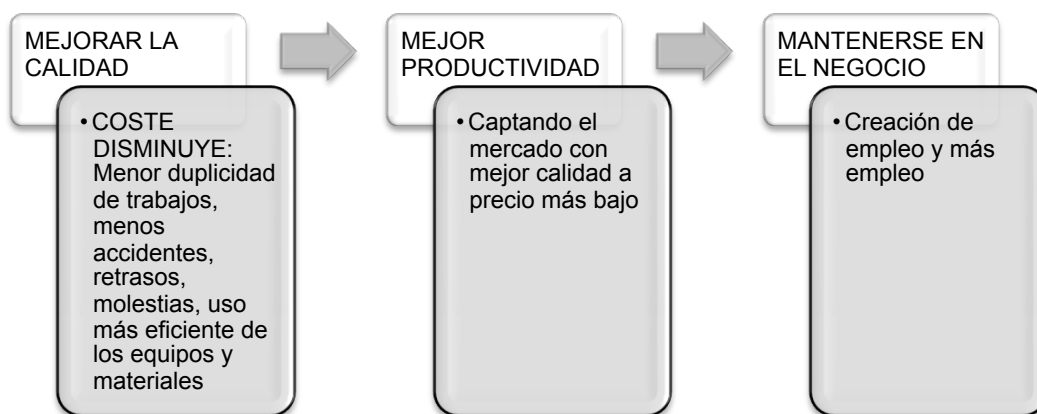 MEJORAR LA
CALIDAD
• COSTE
DISMINUYE:
Menor duplicidad
de trabajos,
menos
accidentes,
retrasos,
molestias, uso
más eficiente de
los equipos y
materiales
MEJOR
PRODUCTIVIDAD
• Captando el
mercado con
mejor calidad a
precio más bajo
MANTENERSE EN
EL NEGOCIO
• Creación de
empleo y más
empleo